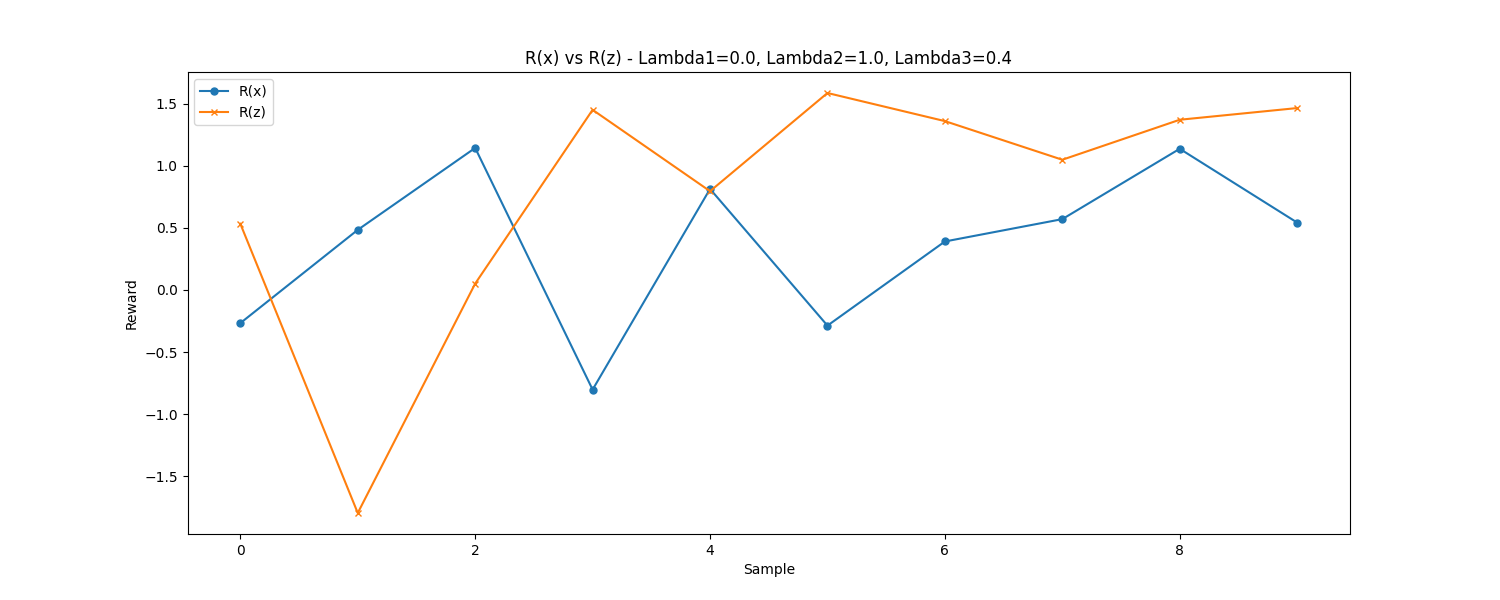 R(x) vs R(z) - Lambda1=0.0, Lambda2=1.0, Lambda3=0.4
R(x)
R(z)
1.5
1.0
0.5
0.0
−0.5
−1.0
−1.5
Reward
0 2 4 6 8
Sample